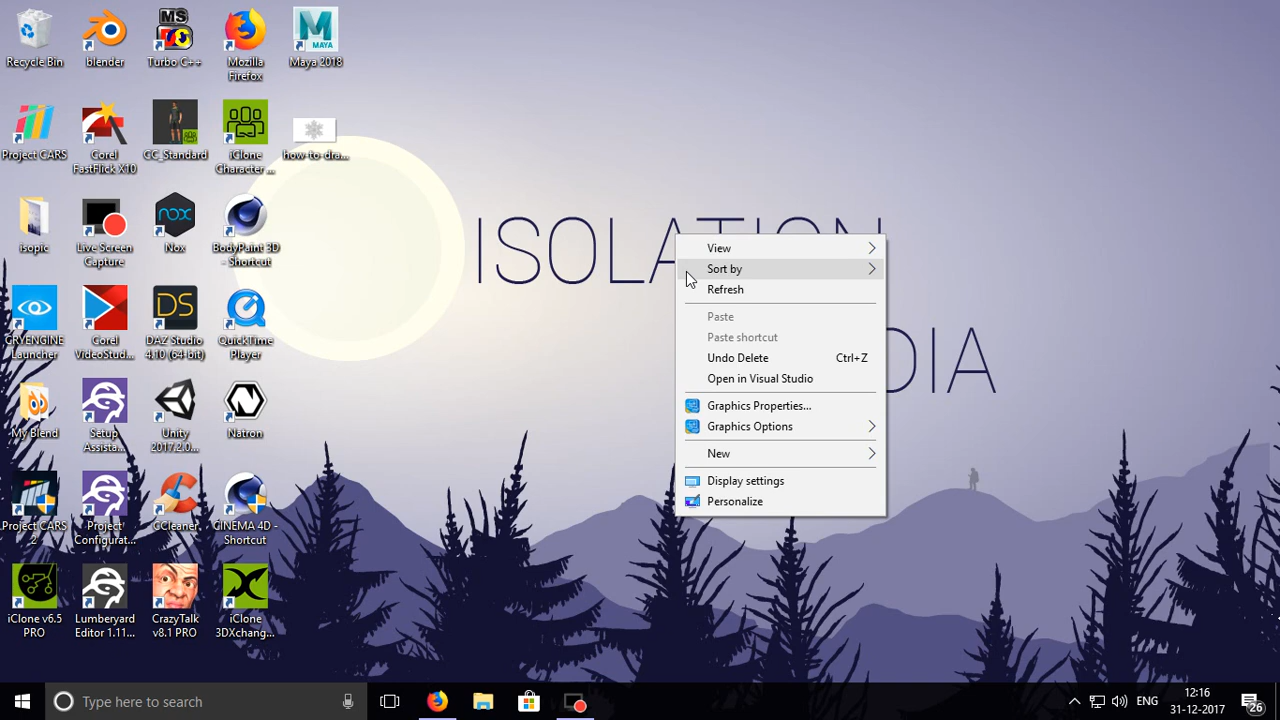 Recycle Bin
blender
MS
Turbo C++
Mozilla
Firefox
MAYA
Maya 2018
Project CARS
Corel
FastFlick X10
CC_Standard
iClone
Character ...
how-to-dra...
isopic
Live Screen
Capture
nox
Nox
BodyPaint 3D
- Shortcut
CRYENGINE
Launcher
Corel
VideoStud...
DS
DAZ Studio
4.10 (64-bit)
QuickTime
Player
My Blend
Setup
Assista...
Unity
2017.2.0...
Natron
Project CARS
2
Project
Configurat...
CCleaner
CINEMA 4D -
Shortcut
iClone v6.5
PRO
Lumberyard
Editor 1.11...
CrazyTalk
v8.1 PRO
iClone
3DXchang...
ISOLATION
DIA
View
Sort by
Refresh
Paste
Paste shortcut
Undo Delete Ctrl+Z
Open in Visual Studio
Graphics Properties...
Graphics Options
New
Display settings
Personalize
Type here to search
ENG
12:16
31-12-2017
26